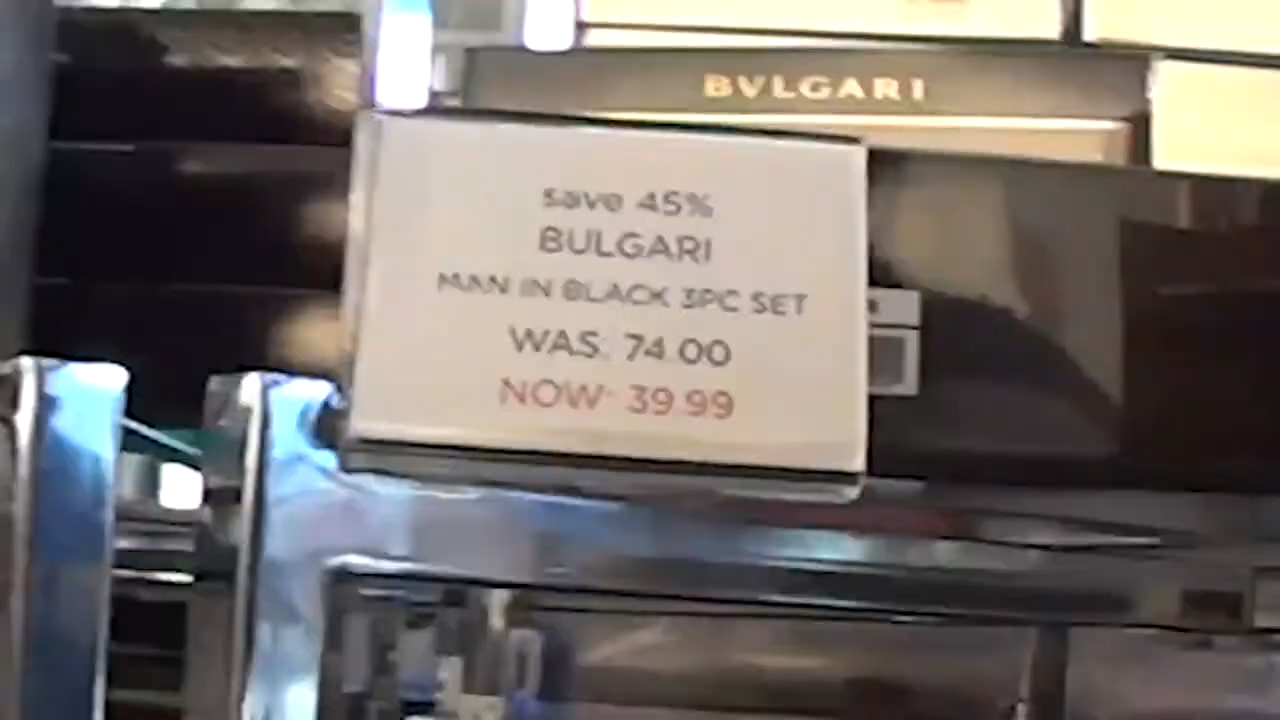 BVLGARI
save 45%
BULGARI
MAN IN BLACK 3PC SET
WAS: 74.00
NOW: 39.99